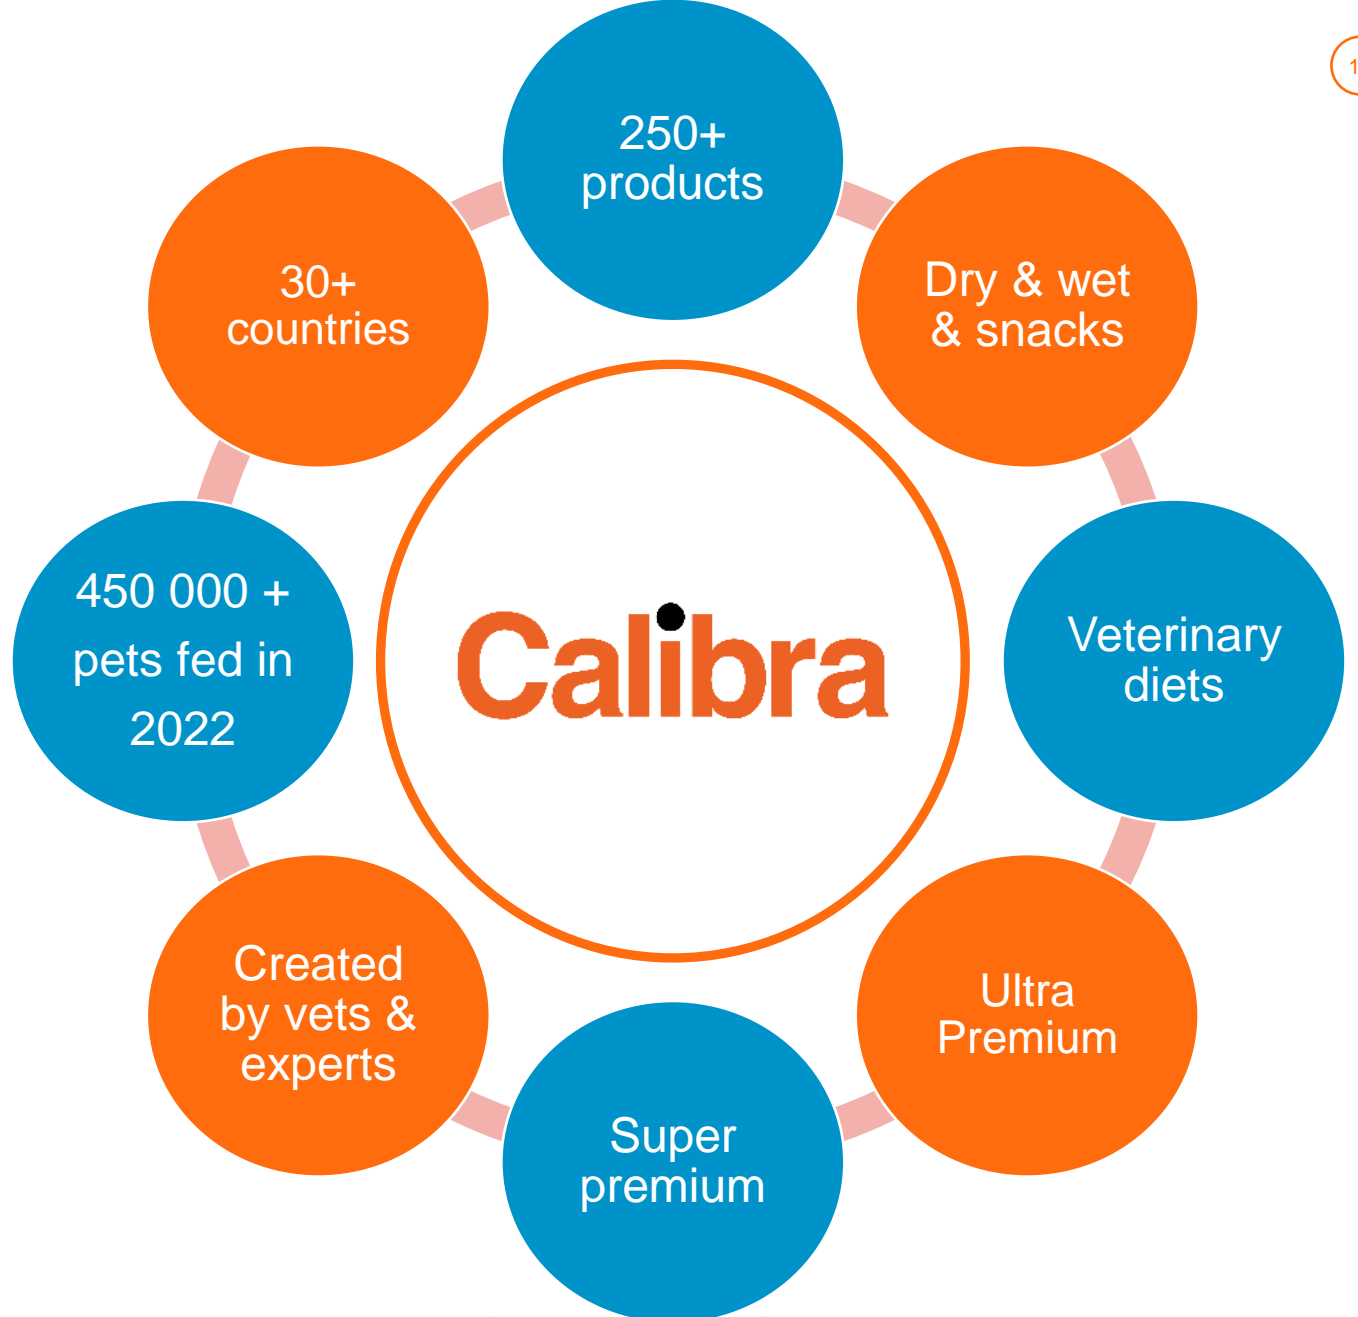 1
250+
products
Dry & wet
& snacks
Veterinary
diets
Ultra
Premium
Super
premium
Created
by vets &
experts
450 000 +
pets fed in
2022
30+
countries
Calibra